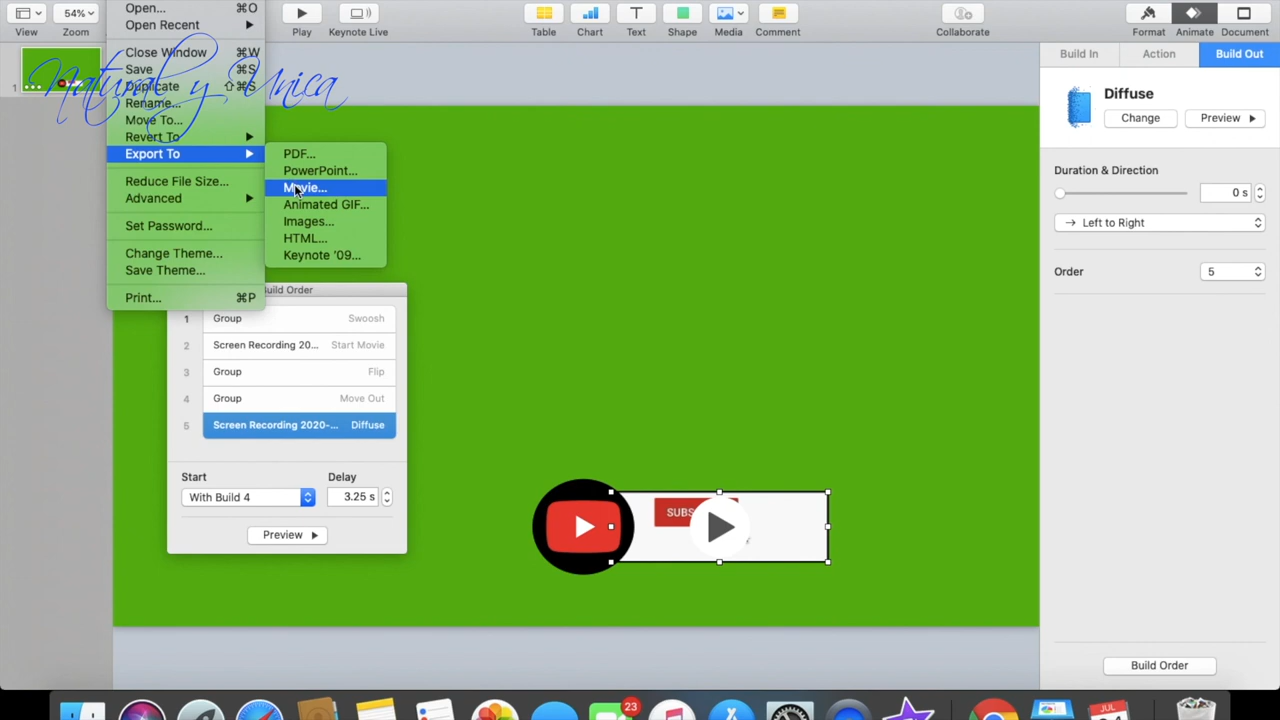 54%
View
Zoom
Play
Keynote Live
Table
Chart
Text
Shape
Media
Comment
Collaborate
Format
Animate
Document
Open... ⌘O
Open Recent
Close Window ⌘W
Save ⌘S
Duplicate ⇧⌘S
Rename...
Move To...
Revert To
Export To
Reduce File Size...
Advanced
Set Password...
Change Theme...
Save Theme...
Print... ⌘P
PDF...
PowerPoint...
Movie...
Animated GIF...
Images...
HTML...
Keynote '09...
Natural y Unica
1
Build Order
1 Group Swoosh
2 Screen Recording 20... Start Movie
3 Group Flip
4 Group Move Out
5 Screen Recording 2020-... Diffuse
Start Delay
With Build 4 3.25 s
Preview
SUBS
Build In Action Build Out
Diffuse
Change Preview
Duration & Direction
0 s
Left to Right
Order 5
Build Order
23
JUL